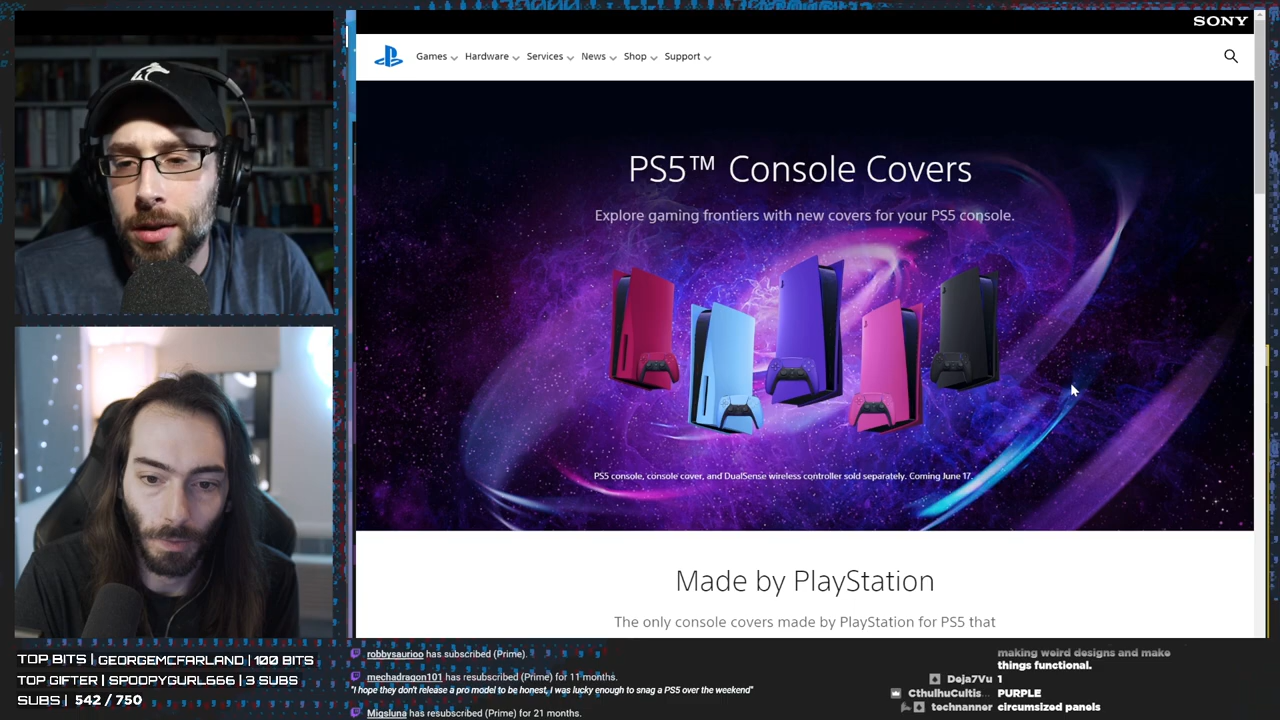 SONY
Games
Hardware
Services
News
Shop
Support
PS5™ Console Covers
Explore gaming frontiers with new covers for your PS5 console.
PS5 console, console cover, and DualSense wireless controller sold separately. Coming June 17.
Made by PlayStation
The only console covers made by PlayStation for PS5 that
TOP BITS | GEORGEMCFARLAND | 100 BITS
TOP GIFTER | SPOOPYGURL666 | 3 SUBS
SUBS | 542 / 750
robbysaurioo has subscribed (Prime).
mechadragon101 has resubscribed (Prime) for 11 months.
"I hope they don't release a pro model to be honest, I was lucky enough to snag a PS5 over the weekend"
Migsluna has resubscribed (Prime) for 21 months.
making weird designs and make
things functional.
Deja7Vu 1
CthulhuCultis... PURPLE
technanner circumsized panels